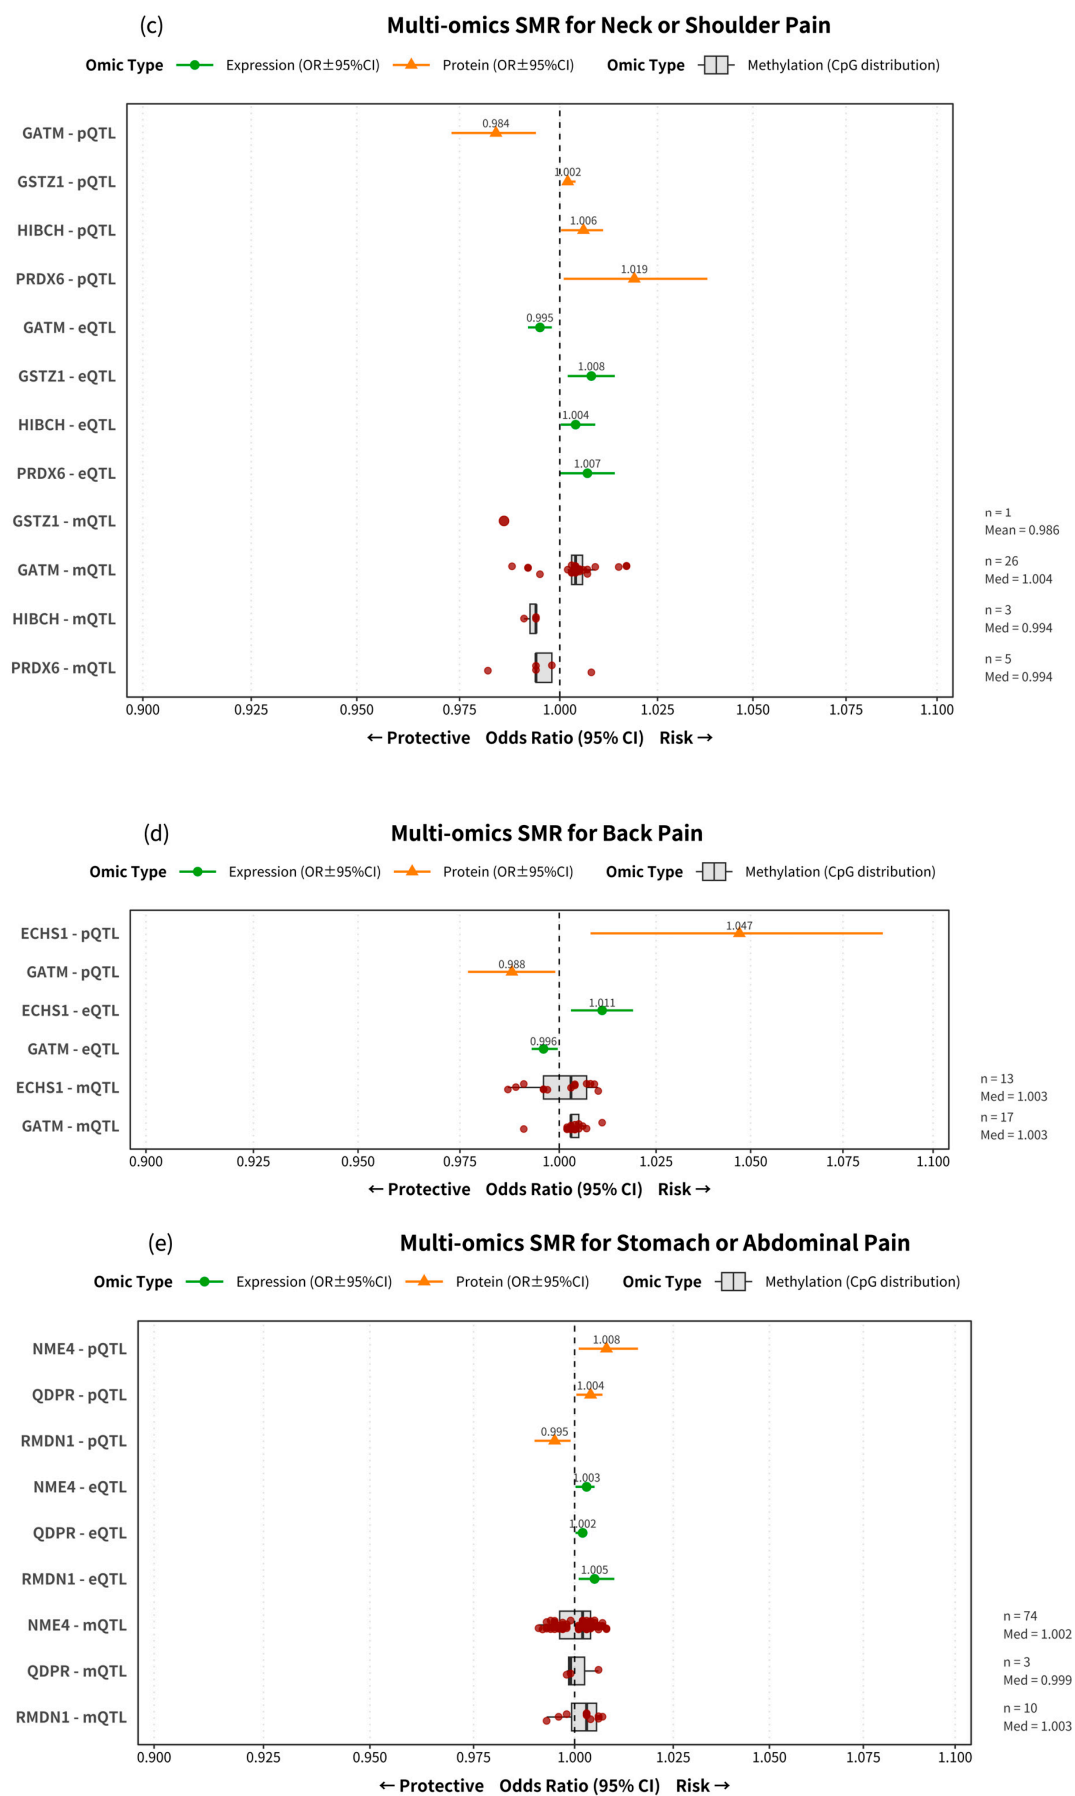 (c) Multi-omics SMR for Neck or Shoulder Pain
Omic Type Expression (OR±95%CI) Protein (OR±95%CI) Omic Type Methylation (CpG distribution)
GATM - pQTL 0.984
GSTZ1 - pQTL 1.002
HIBCH - pQTL 1.006
PRDX6 - pQTL 1.019
GATM - eQTL 0.995
GSTZ1 - eQTL 1.008
HIBCH - eQTL 1.004
PRDX6 - eQTL 1.007
GSTZ1 - mQTL n = 1
Mean = 0.986
GATM - mQTL n = 26
Med = 1.004
HIBCH - mQTL n = 3
Med = 0.994
PRDX6 - mQTL n = 5
Med = 0.994
0.900 0.925 0.950 0.975 1.000 1.025 1.050 1.075 1.100
← Protective Odds Ratio (95% CI) Risk →
(d) Multi-omics SMR for Back Pain
Omic Type Expression (OR±95%CI) Protein (OR±95%CI) Omic Type Methylation (CpG distribution)
ECHS1 - pQTL 1.047
GATM - pQTL 0.988
ECHS1 - eQTL 1.011
GATM - eQTL 0.996
ECHS1 - mQTL n = 13
Med = 1.003
GATM - mQTL n = 17
Med = 1.003
0.900 0.925 0.950 0.975 1.000 1.025 1.050 1.075 1.100
← Protective Odds Ratio (95% CI) Risk →
(e) Multi-omics SMR for Stomach or Abdominal Pain
Omic Type Expression (OR±95%CI) Protein (OR±95%CI) Omic Type Methylation (CpG distribution)
NME4 - pQTL 1.008
QDPR - pQTL 1.004
RMDN1 - pQTL 0.995
NME4 - eQTL 1.003
QDPR - eQTL 1.002
RMDN1 - eQTL 1.005
NME4 - mQTL n = 74
Med = 1.002
QDPR - mQTL n = 3
Med = 0.999
RMDN1 - mQTL n = 10
Med = 1.003
0.900 0.925 0.950 0.975 1.000 1.025 1.050 1.075 1.100
← Protective Odds Ratio (95% CI) Risk →